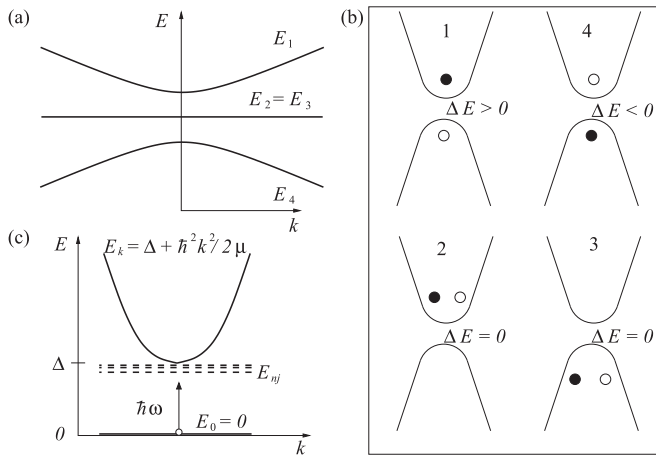 (a)
E
E₁
E₂ = E₃
E₄
k
(b)
1
4
ΔE > 0
ΔE < 0
2
3
ΔE = 0
ΔE = 0
(c)
E
Eₖ = Δ + ℏ²k²/2μ
Δ
Eₙⱼ
ℏω
E₀ = 0
0
k